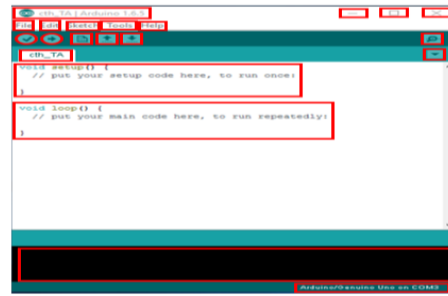 cth_TA | Arduino 1.6.5
File Edit Sketch Tools Help
cth_TA
void setup() {
// put your setup code here, to run once:
}
void loop() {
// put your main code here, to run repeatedly:
}
Arduino/Genuino Uno on COM3